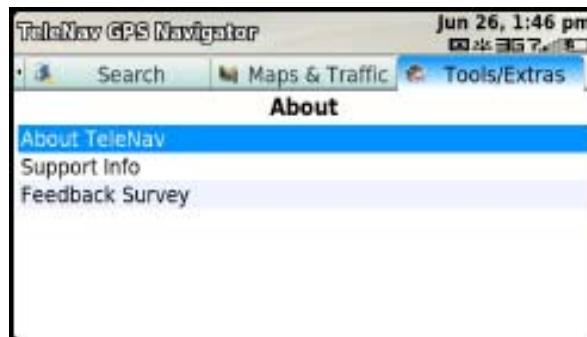 TeleNav GPS Navigator
Jun 26, 1:46 pm
Search
Maps & Traffic
Tools/Extras
About
About TeleNav
Support Info
Feedback Survey